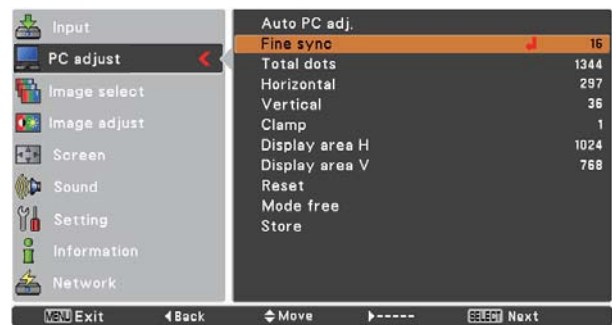 Input
PC adjust
Image select
Image adjust
Screen
Sound
Setting
Information
Network
Auto PC adj.
Fine sync 16
Total dots 1344
Horizontal 297
Vertical 36
Clamp 1
Display area H 1024
Display area V 768
Reset
Mode free
Store
MENU Exit ◀Back ◆Move ▶----- SELECT Next